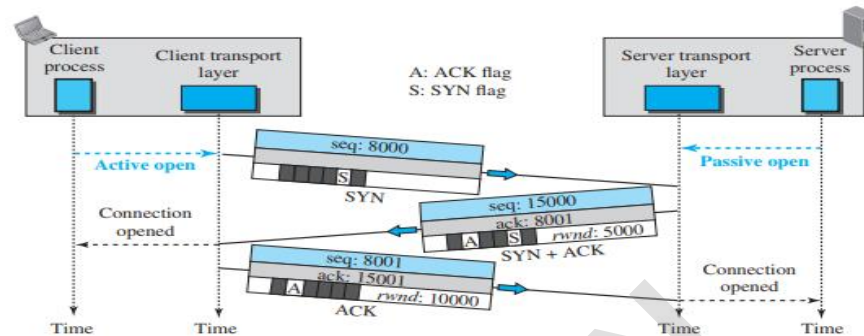 Client
process
Client transport
layer
A: ACK flag
S: SYN flag
Server transport
layer
Server
process
Active open
Passive open
seq: 8000
S
SYN
seq: 15000
ack: 8001
A S rwnd: 5000
SYN + ACK
Connection
opened
seq: 8001
ack: 15001
A rwnd: 10000
ACK
Connection
opened
Time
Time
Time
Time